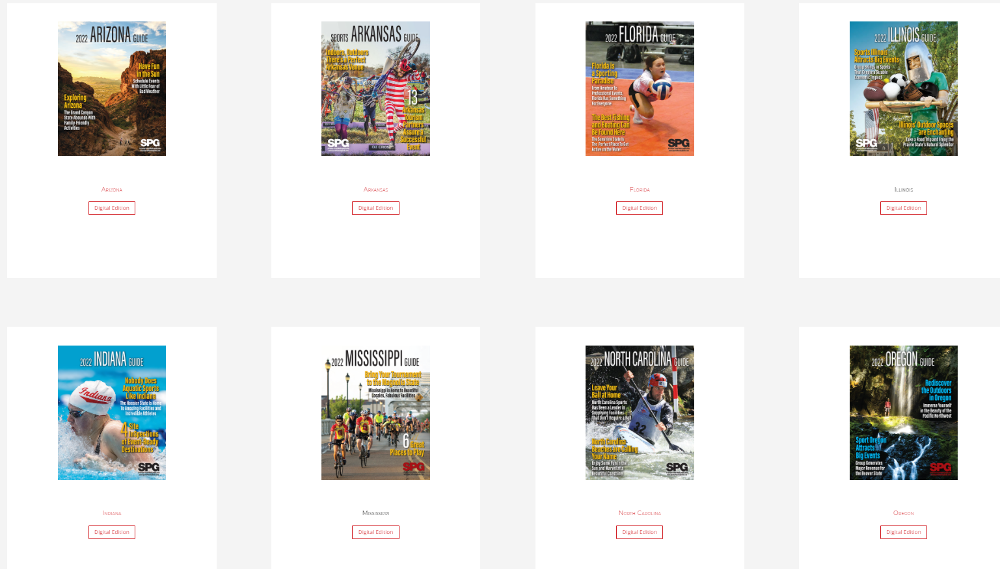 2022 ARIZONA GUIDE
Have Fun
in the Sun
Schedule Events
With Little Fear of
Bad Weather
Exploring
Arizona
The Grand Canyon
State Abounds With
Family-Friendly
Activities
SPG
Arizona
Digital Edition
SPORTS ARKANSAS GUIDE
Indoors, Outdoors
There's a Perfect
Arkansas Venue
13
Arkansas
Tourism
Partners
Assure a
Successful
Event
SPG
OZ CROSS
Arkansas
Digital Edition
2022 FLORIDA GUIDE
Florida is
a Sporting
Paradise
From Amateur To
Professional Events,
Florida Has Something
For Everyone
The Best Fishing
and Boating Can
Be Found Here
The Sunshine State Is
The Perfect Place To Get
Active on the Water
SPG
Florida
Digital Edition
2022 ILLINOIS GUIDE
Sports Illinois
Attracts Big Events
Group Brings in Sports
That Create a Sizable
Economic Impact
Illinois' Outdoor Spaces
are Enchanting
Take a Road Trip and Enjoy the
Prairie State's Natural Splendor
SPG
Illinois
Digital Edition
2022 INDIANA GUIDE
Nobody Does
Aquatic Sports
Like Indiana
The Hoosier State Is Home
To Amazing Facilities and
Incredible Athletes
Indiana
4 Site
Inspections
of Event-Ready
Destinations
SPG
Indiana
Digital Edition
2022 MISSISSIPPI GUIDE
Bring Your Tournament
to the Magnolia State
Mississippi is Home to Beautiful
Locales, Fabulous Facilities
6 Great
Places to Play
SPG
Mississippi
Digital Edition
2022 NORTH CAROLINA GUIDE
Leave Your
Ball at Home
North Carolina Sports
Has Been a Leader in
Supplying Facilities
That Don't Require a Ball
32
North Carolina
Beaches are Calling
Your Name
Enjoy Some Fun in the
Sun and Marvel at a
Beautiful Coastline
SPG
North Carolina
Digital Edition
2022 OREGON GUIDE
Rediscover
the Outdoors
in Oregon
Immerse Yourself
in the Beauty of the
Pacific Northwest
Sport Oregon
Attracts
Big Events
Group Generates
Major Revenue for
the Beaver State
SPG
Oregon
Digital Edition